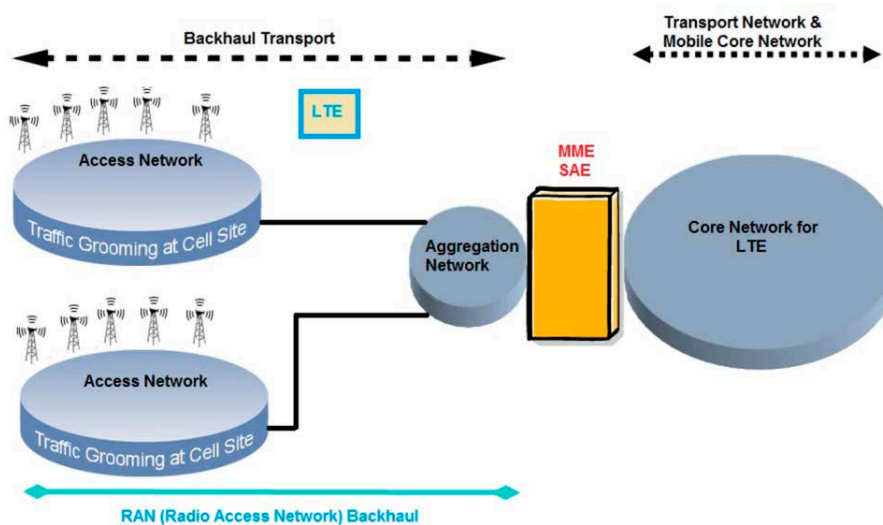 Backhaul Transport
Transport Network &
Mobile Core Network
LTE
MME
SAE
Access Network
Traffic Grooming at Cell Site
Aggregation
Network
Core Network for
LTE
Access Network
Traffic Grooming at Cell Site
RAN (Radio Access Network) Backhaul